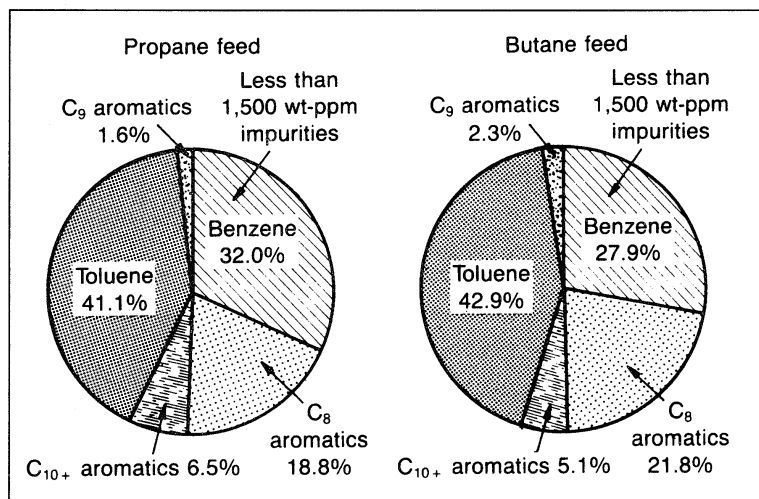 Propane feed
Less than
1,500 wt-ppm
impurities
C₉ aromatics
1.6%
Benzene
32.0%
Toluene
41.1%
C₈
aromatics
18.8%
C₁₀₊ aromatics 6.5%
Butane feed
Less than
1,500 wt-ppm
impurities
C₉ aromatics
2.3%
Benzene
27.9%
Toluene
42.9%
C₈
aromatics
21.8%
C₁₀₊ aromatics 5.1%